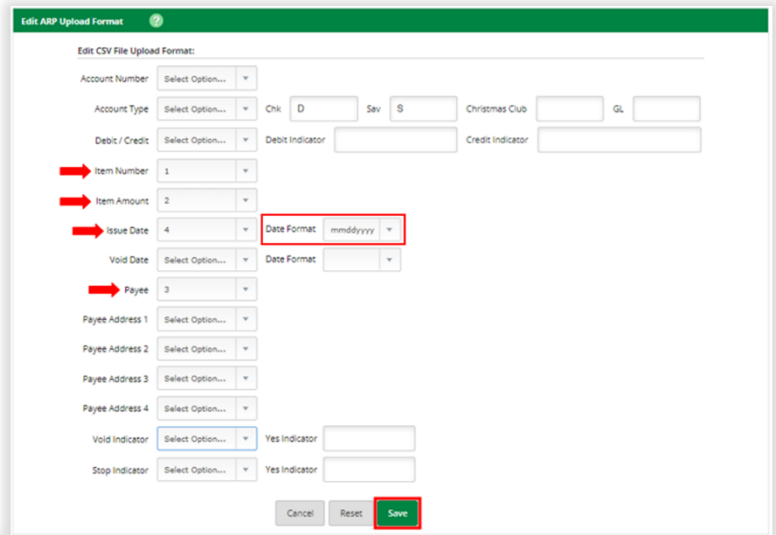 Edit ARP Upload Format ?
Edit CSV File Upload Format:
Account Number Select Option...
Account Type Select Option... Chk D Sav S Christmas Club GL
Debit / Credit Select Option... Debit Indicator Credit Indicator
Item Number 1
Item Amount 2
Issue Date 4 Date Format mmddyyyy
Void Date Select Option... Date Format
Payee 3
Payee Address 1 Select Option...
Payee Address 2 Select Option...
Payee Address 3 Select Option...
Payee Address 4 Select Option...
Void Indicator Select Option... Yes Indicator
Stop Indicator Select Option... Yes Indicator
Cancel Reset Save